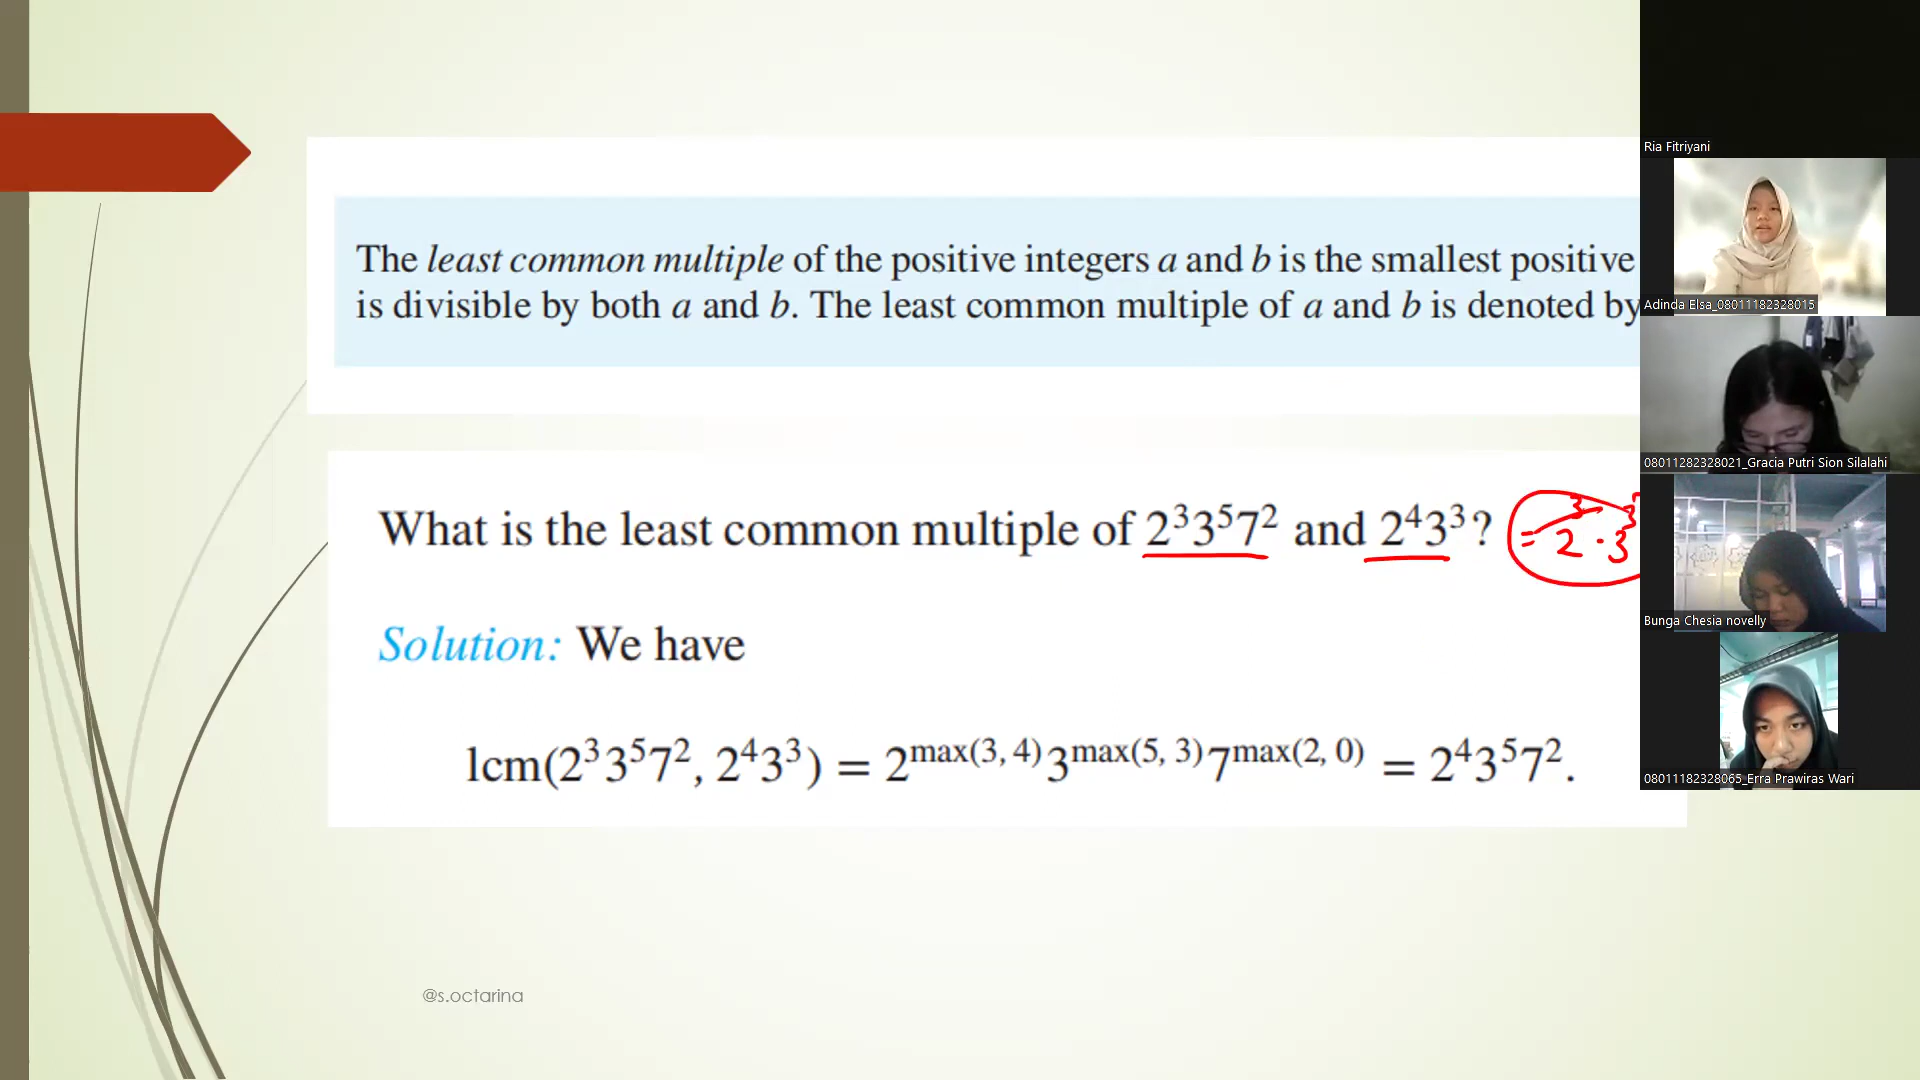 The least common multiple of the positive integers a and b is the smallest positive
is divisible by both a and b. The least common multiple of a and b is denoted by
What is the least common multiple of 2³3⁵7² and 2⁴3³?
= 2³ · 3³
Solution: We have
lcm(2³3⁵7², 2⁴3³) = 2^max(3, 4) 3^max(5, 3) 7^max(2, 0) = 2⁴3⁵7².
@s.octarina
Ria Fitriyani
Adinda Elsa_08011182328015
08011282328021_Gracia Putri Sion Silalahi
Bunga Chesia novelly
08011182328065_Erra Prawiras Wari